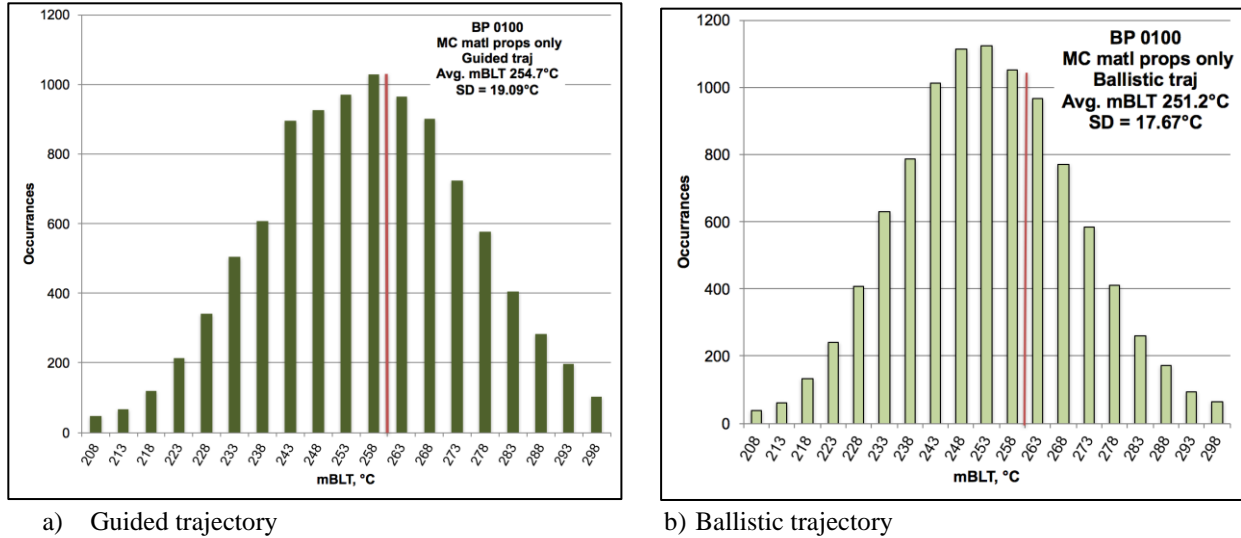 1200
1000
800
600
400
200
0
Occurrances
BP 0100
MC matl props only
Guided traj
Avg. mBLT 254.7°C
SD = 19.09°C
208 213 218 223 228 233 238 243 248 253 258 263 268 273 278 283 288 293 298
mBLT, °C
a) Guided trajectory
1200
1000
800
600
400
200
0
Occurrances
BP 0100
MC matl props only
Ballistic traj
Avg. mBLT 251.2°C
SD = 17.67°C
208 213 218 223 228 233 238 243 248 253 258 263 268 273 278 283 288 293 298
mBLT, °C
b) Ballistic trajectory